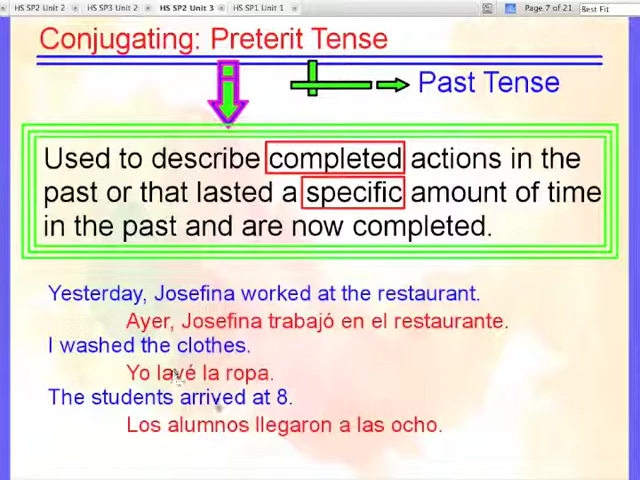 HS SP2 Unit 2 HS SP3 Unit 2 HS SP2 Unit 3 HS SP1 Unit 1 Page 7 of 21 Best Fit
Conjugating: Preterit Tense
Past Tense
Used to describe completed actions in the
past or that lasted a specific amount of time
in the past and are now completed.
Yesterday, Josefina worked at the restaurant.
Ayer, Josefina trabajó en el restaurante.
I washed the clothes.
Yo lavé la ropa.
The students arrived at 8.
Los alumnos llegaron a las ocho.